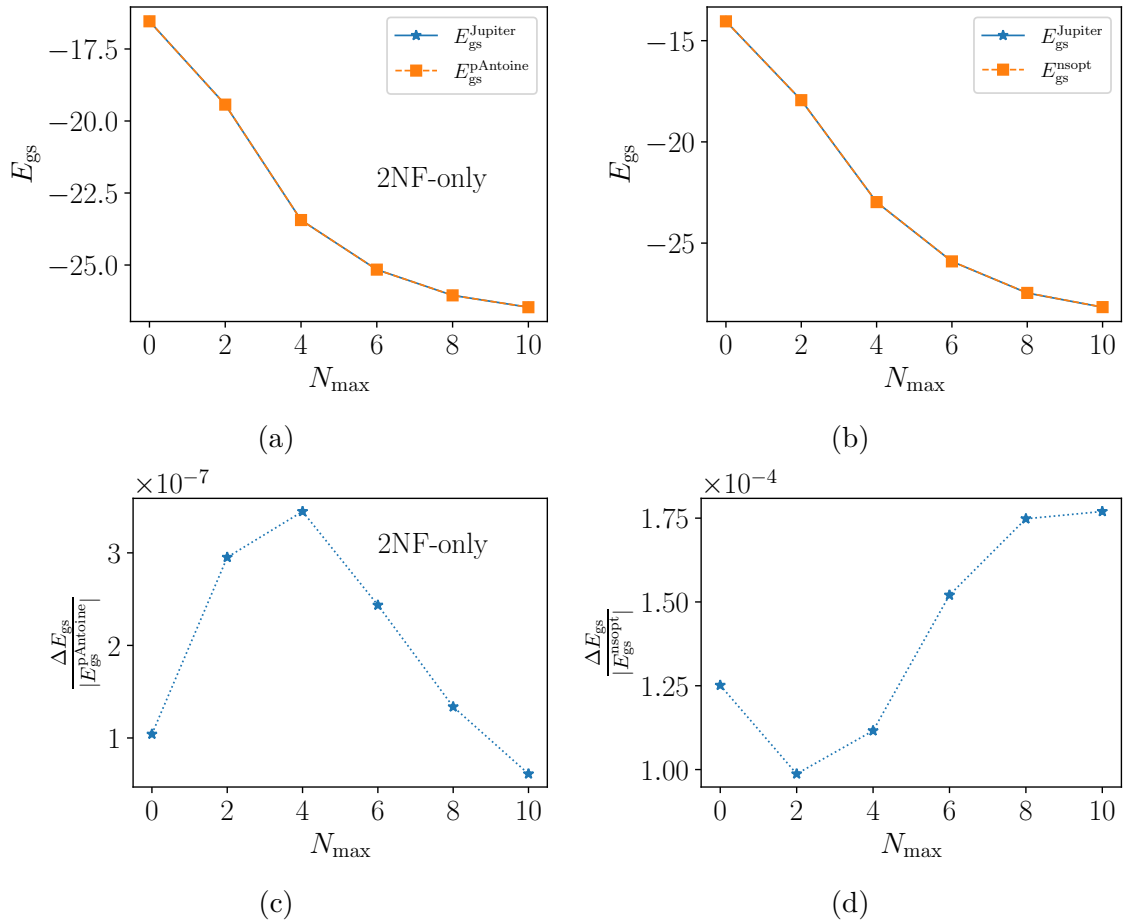 E_gs^Jupiter
E_gs^pAntoine
2NF-only
−17.5
−20.0
−22.5
−25.0
E_gs
0 2 4 6 8 10
N_max
(a)
E_gs^Jupiter
E_gs^nsopt
−15
−20
−25
E_gs
0 2 4 6 8 10
N_max
(b)
×10^−7
2NF-only
3
2
1
ΔE_gs
|E_gs^pAntoine|
0 2 4 6 8 10
N_max
(c)
×10^−4
1.75
1.50
1.25
1.00
ΔE_gs
|E_gs^nsopt|
0 2 4 6 8 10
N_max
(d)